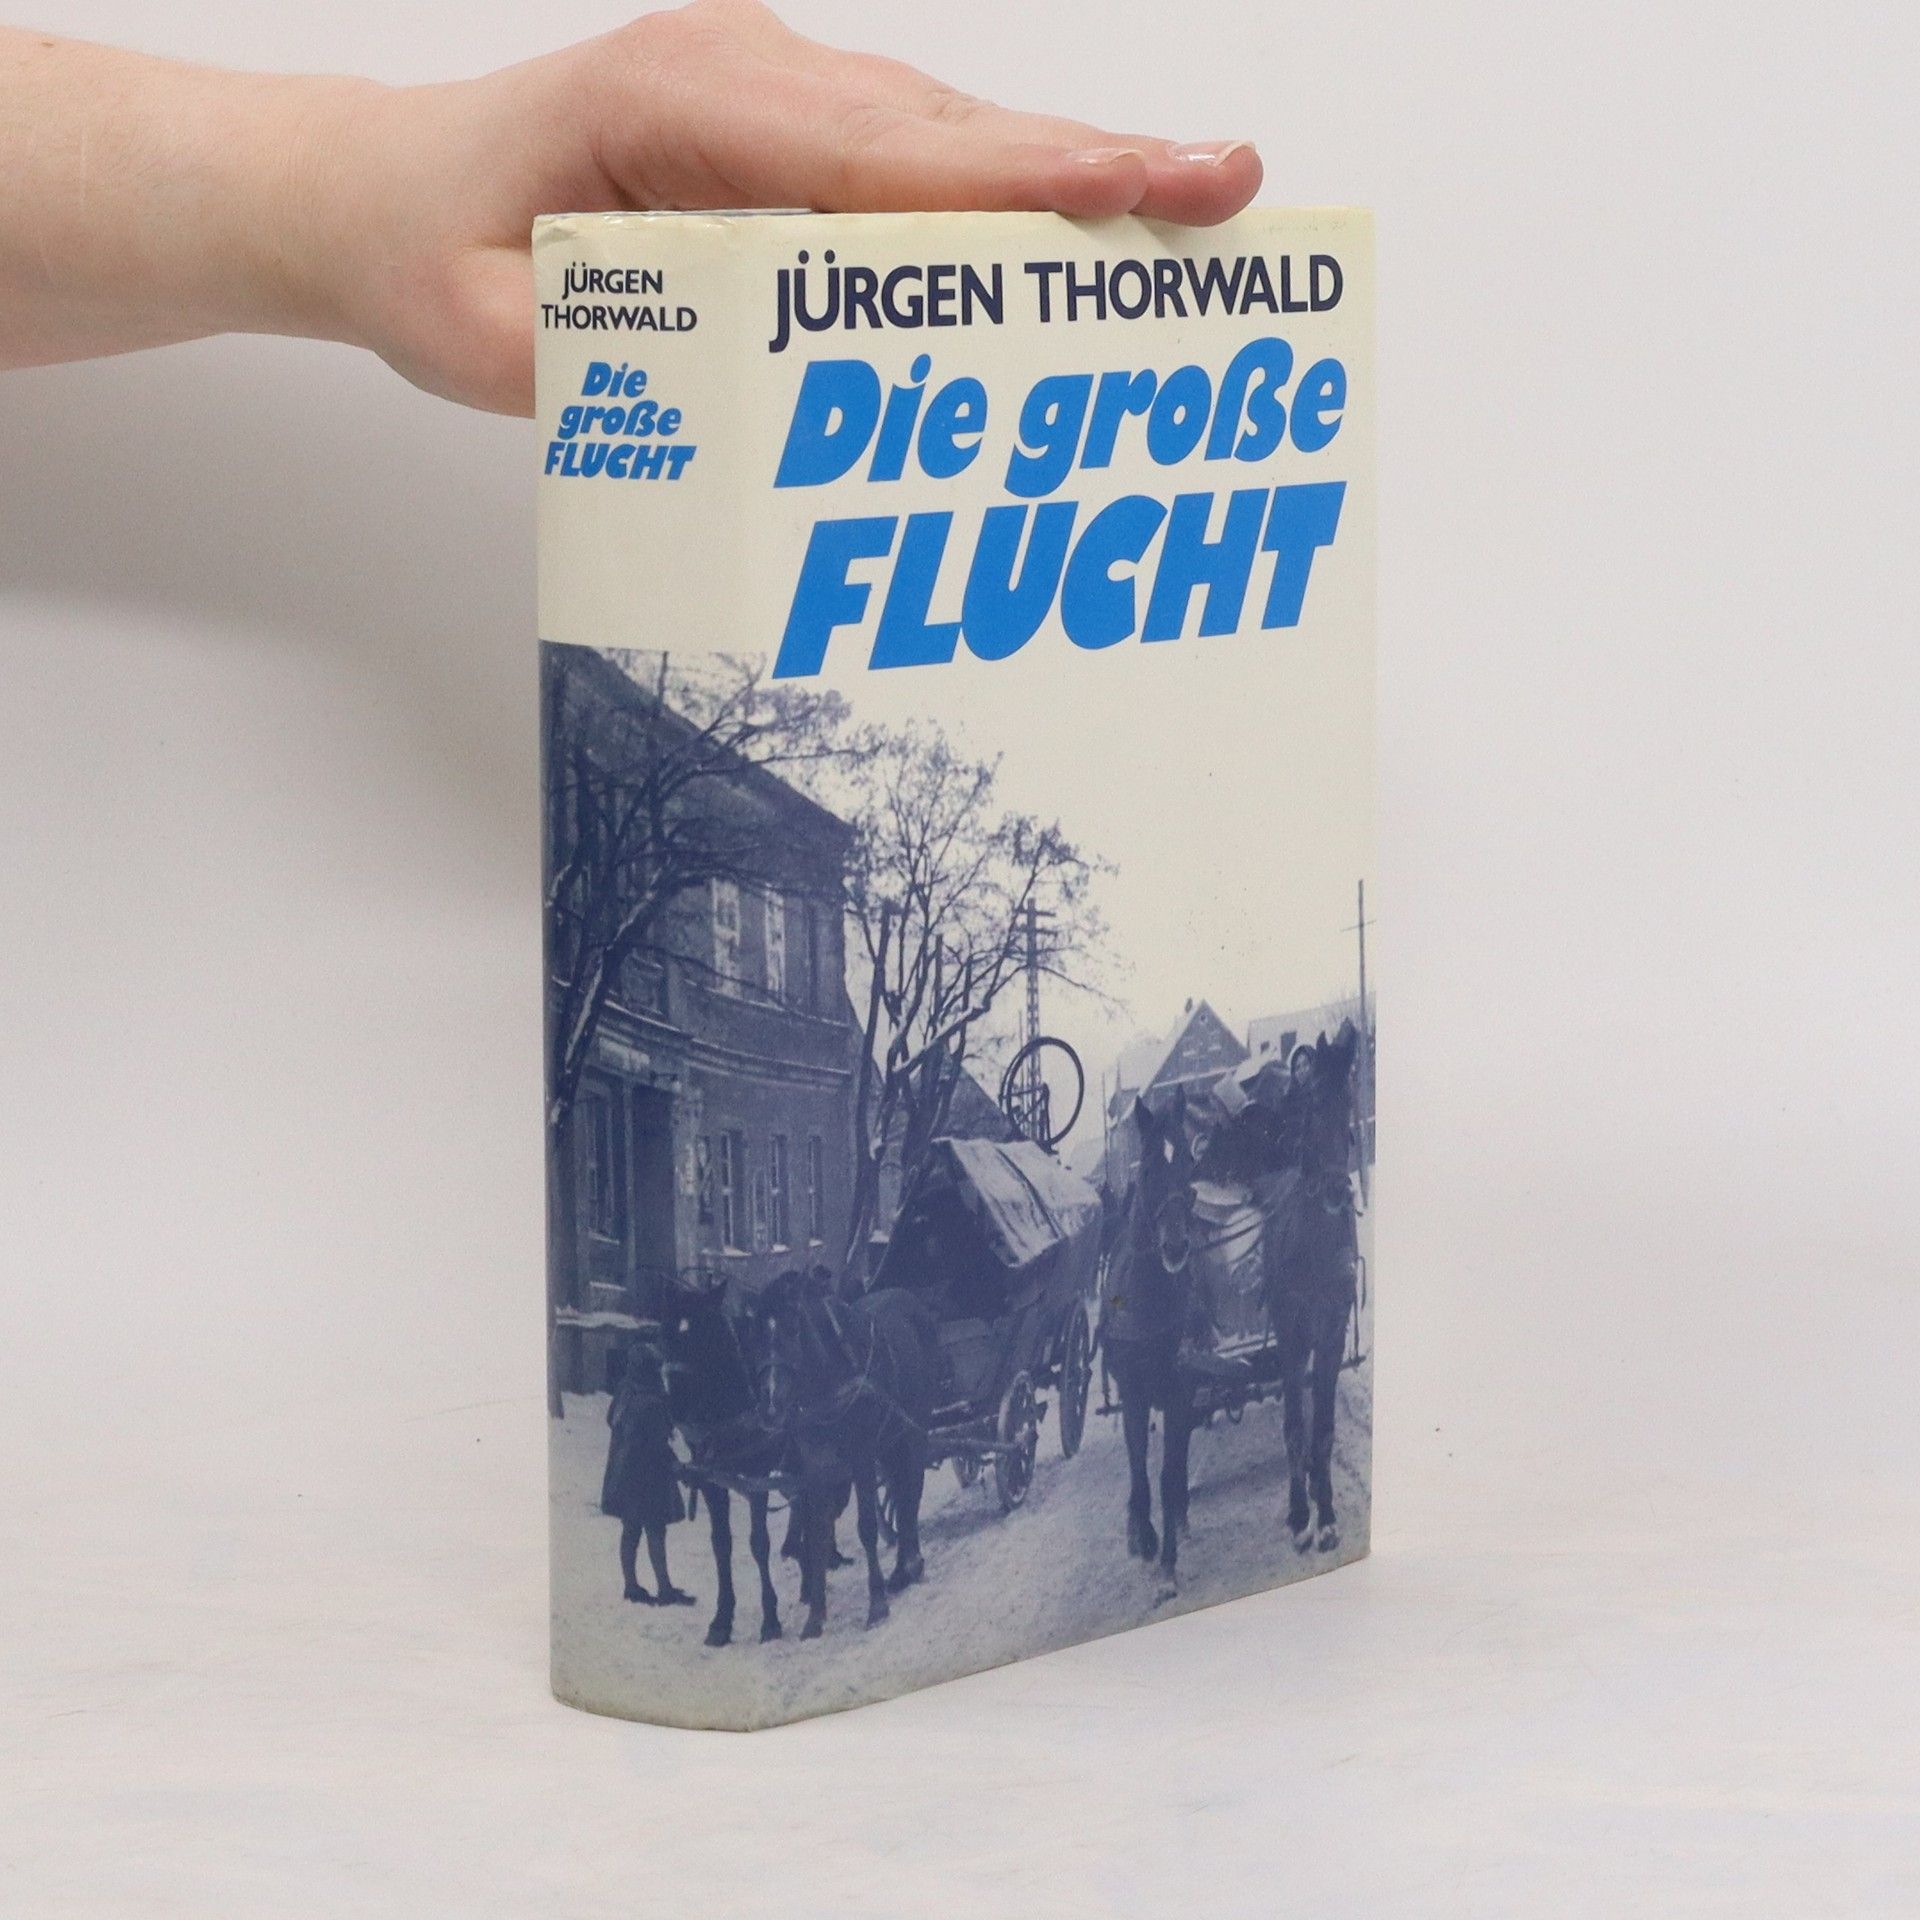 JÜRGEN
THORWALD
Die
große
FLUCHT
JÜRGEN THORWALD
Die große
FLUCHT